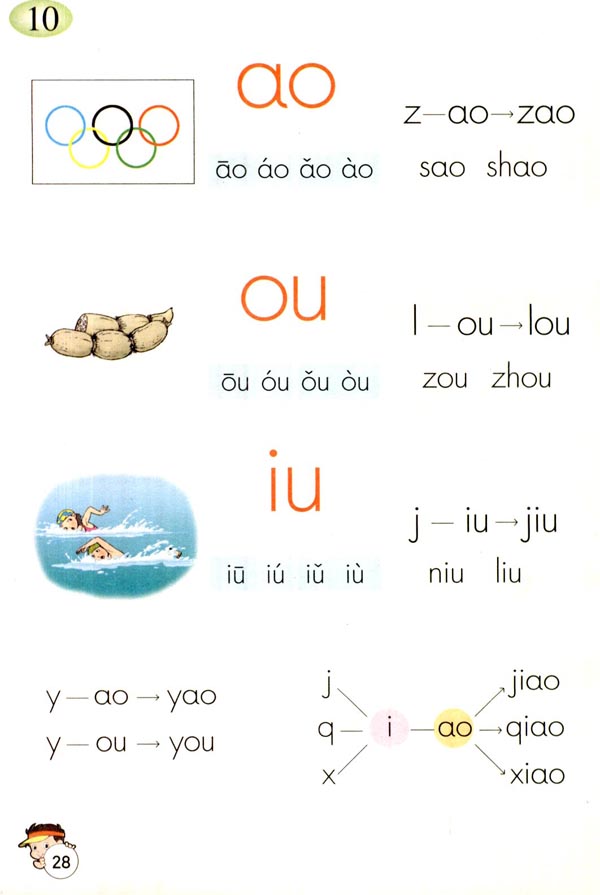 10
ao
z—ao→zao
āo áo ǎo ào
sao shao
ou
l—ou→lou
ōu óu ǒu òu
zou zhou
iu
j—iu→jiu
iū iú iǔ iù
niu liu
y—ao→yao
y—ou→you
j jiao
q—i—ao→qiao
x xiao
28